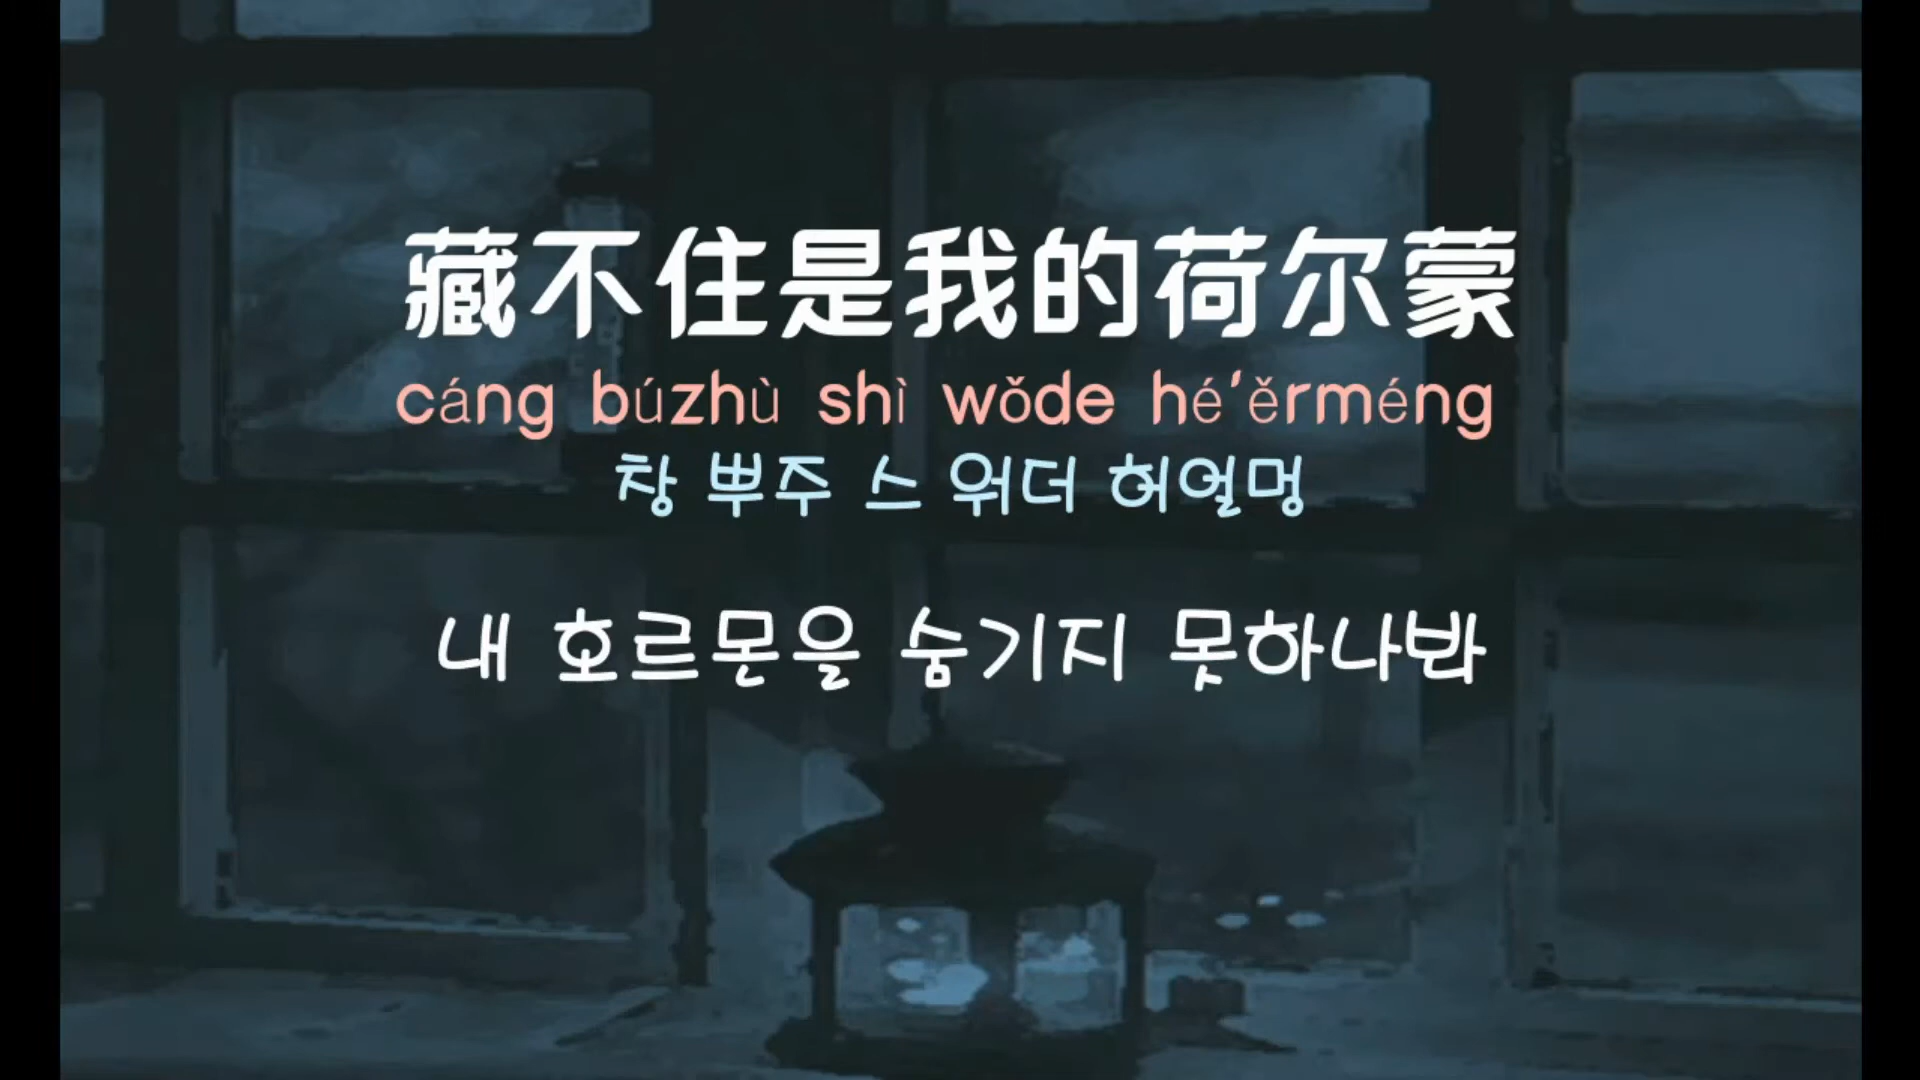 藏不住是我的荷尔蒙
cáng búzhù shì wǒde hé'ěrméng
창 뿌주 스 워더 허얼멍
내 호르몬을 숨기지 못하나봐